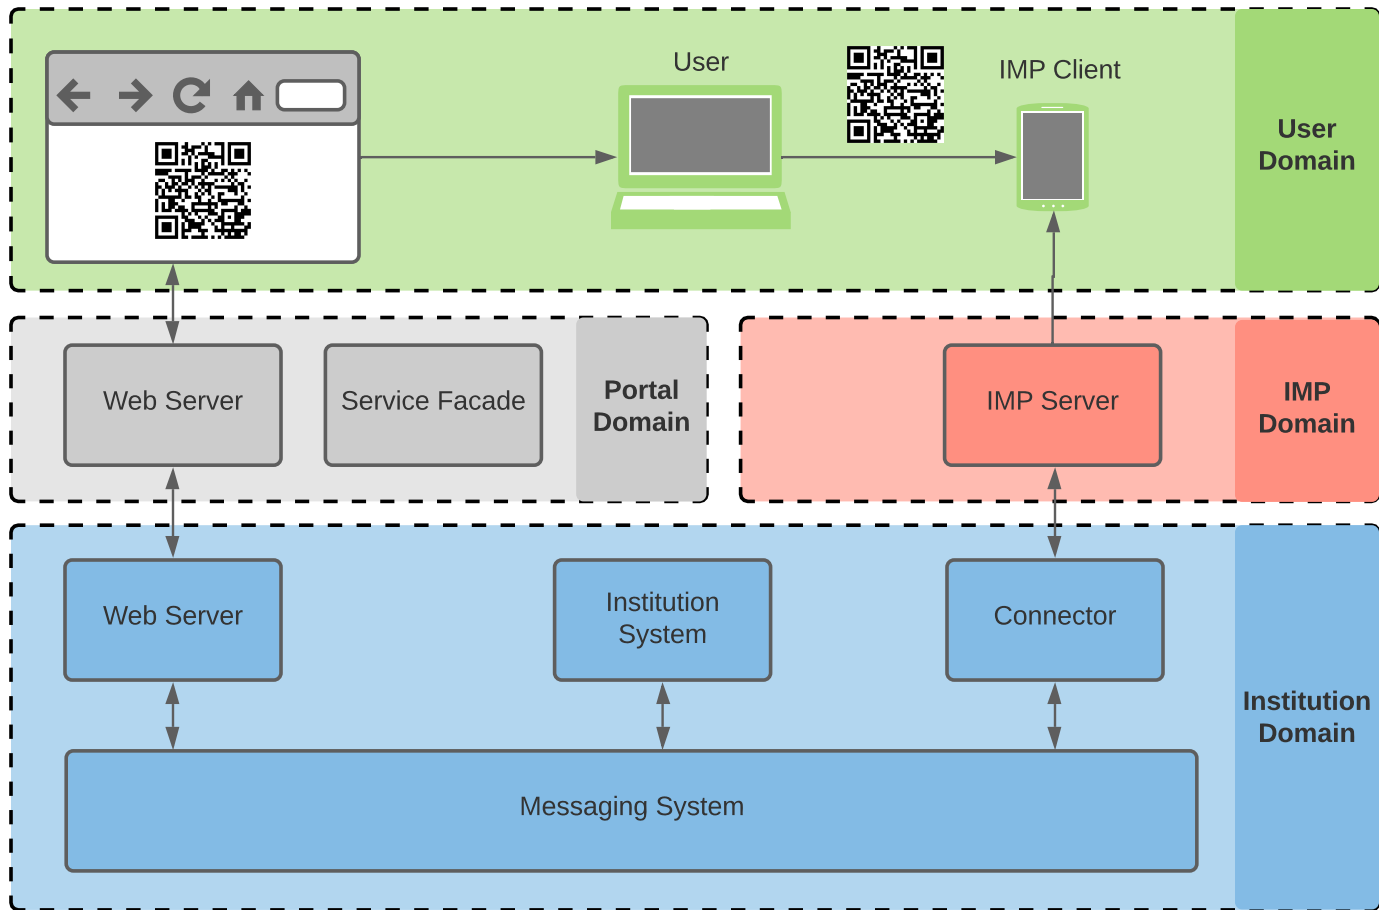 User
IMP Client
User
Domain
Web Server
Service Facade
Portal
Domain
IMP Server
IMP
Domain
Web Server
Institution
System
Connector
Institution
Domain
Messaging System